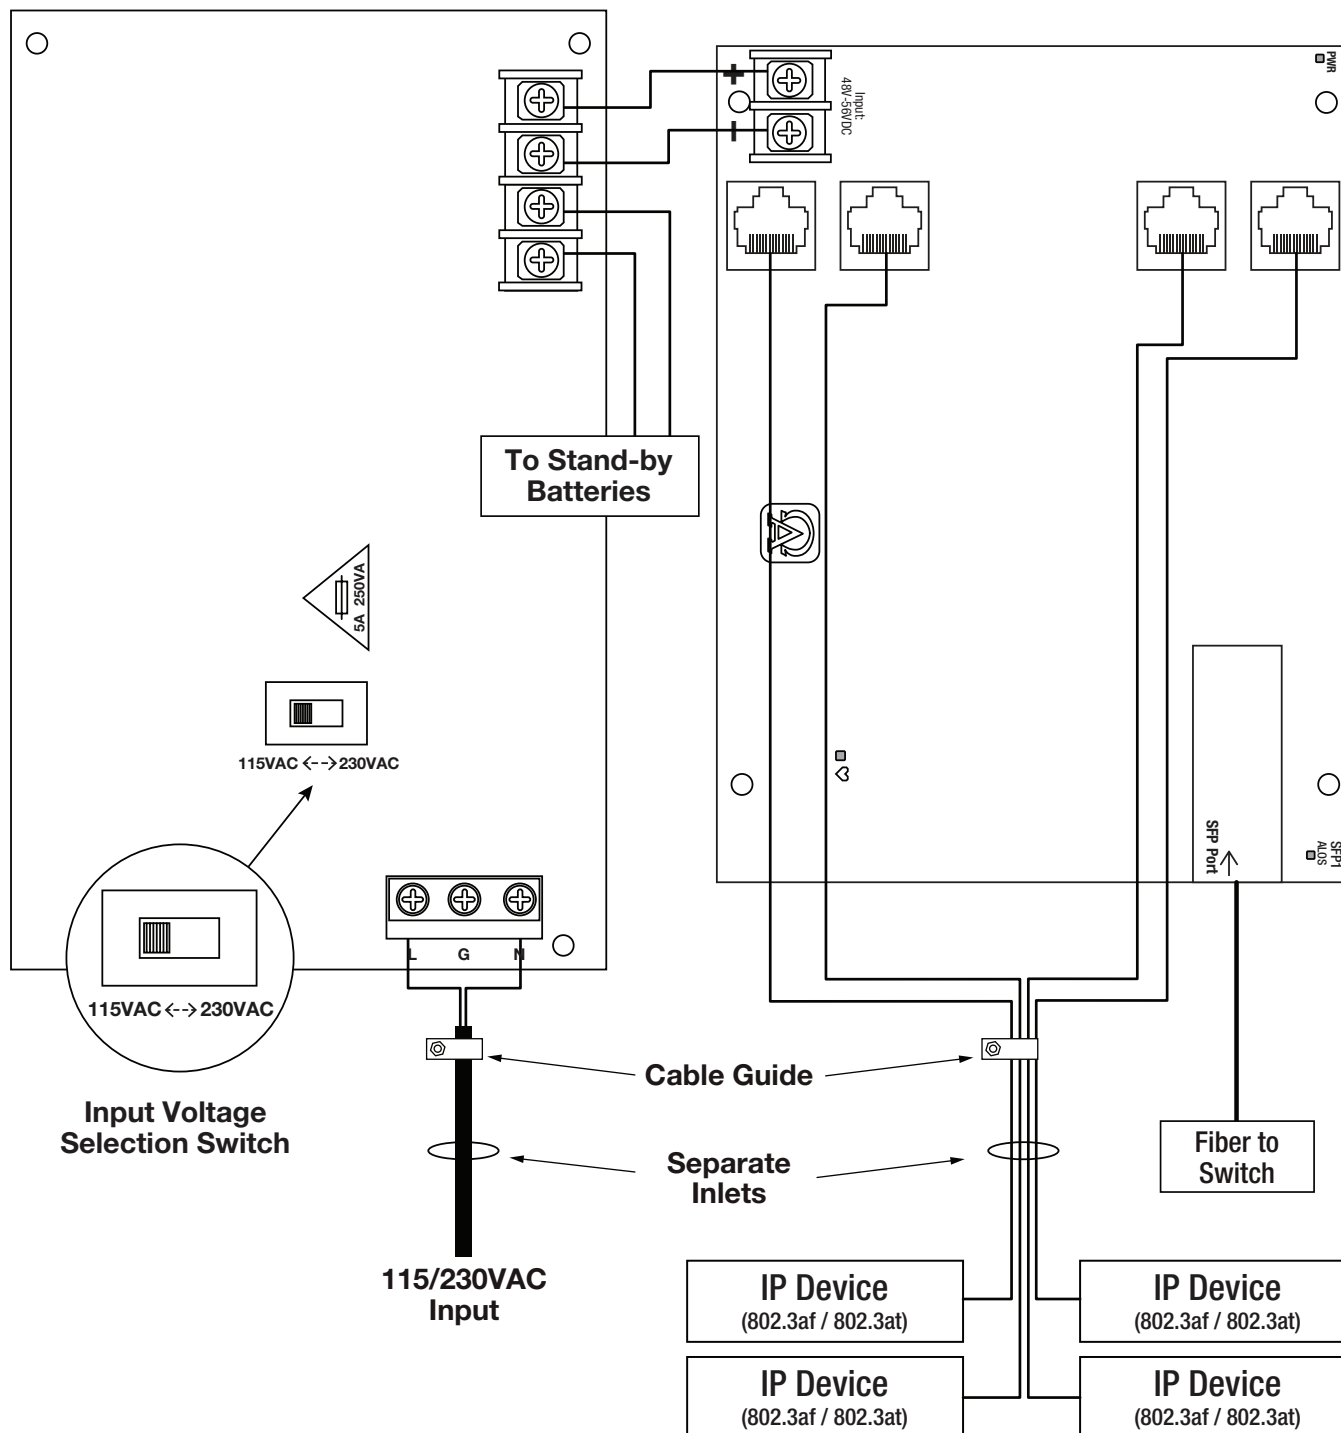 +
Input:
48V-56VDC
–
PWR
To Stand-by
Batteries
5A 250VA
115VAC <--> 230VAC
SFP Port
SFP1
ALOS
L G N
115VAC <--> 230VAC
Input Voltage
Selection Switch
Cable Guide
Separate
Inlets
Fiber to
Switch
115/230VAC
Input
IP Device
(802.3af / 802.3at)
IP Device
(802.3af / 802.3at)
IP Device
(802.3af / 802.3at)
IP Device
(802.3af / 802.3at)